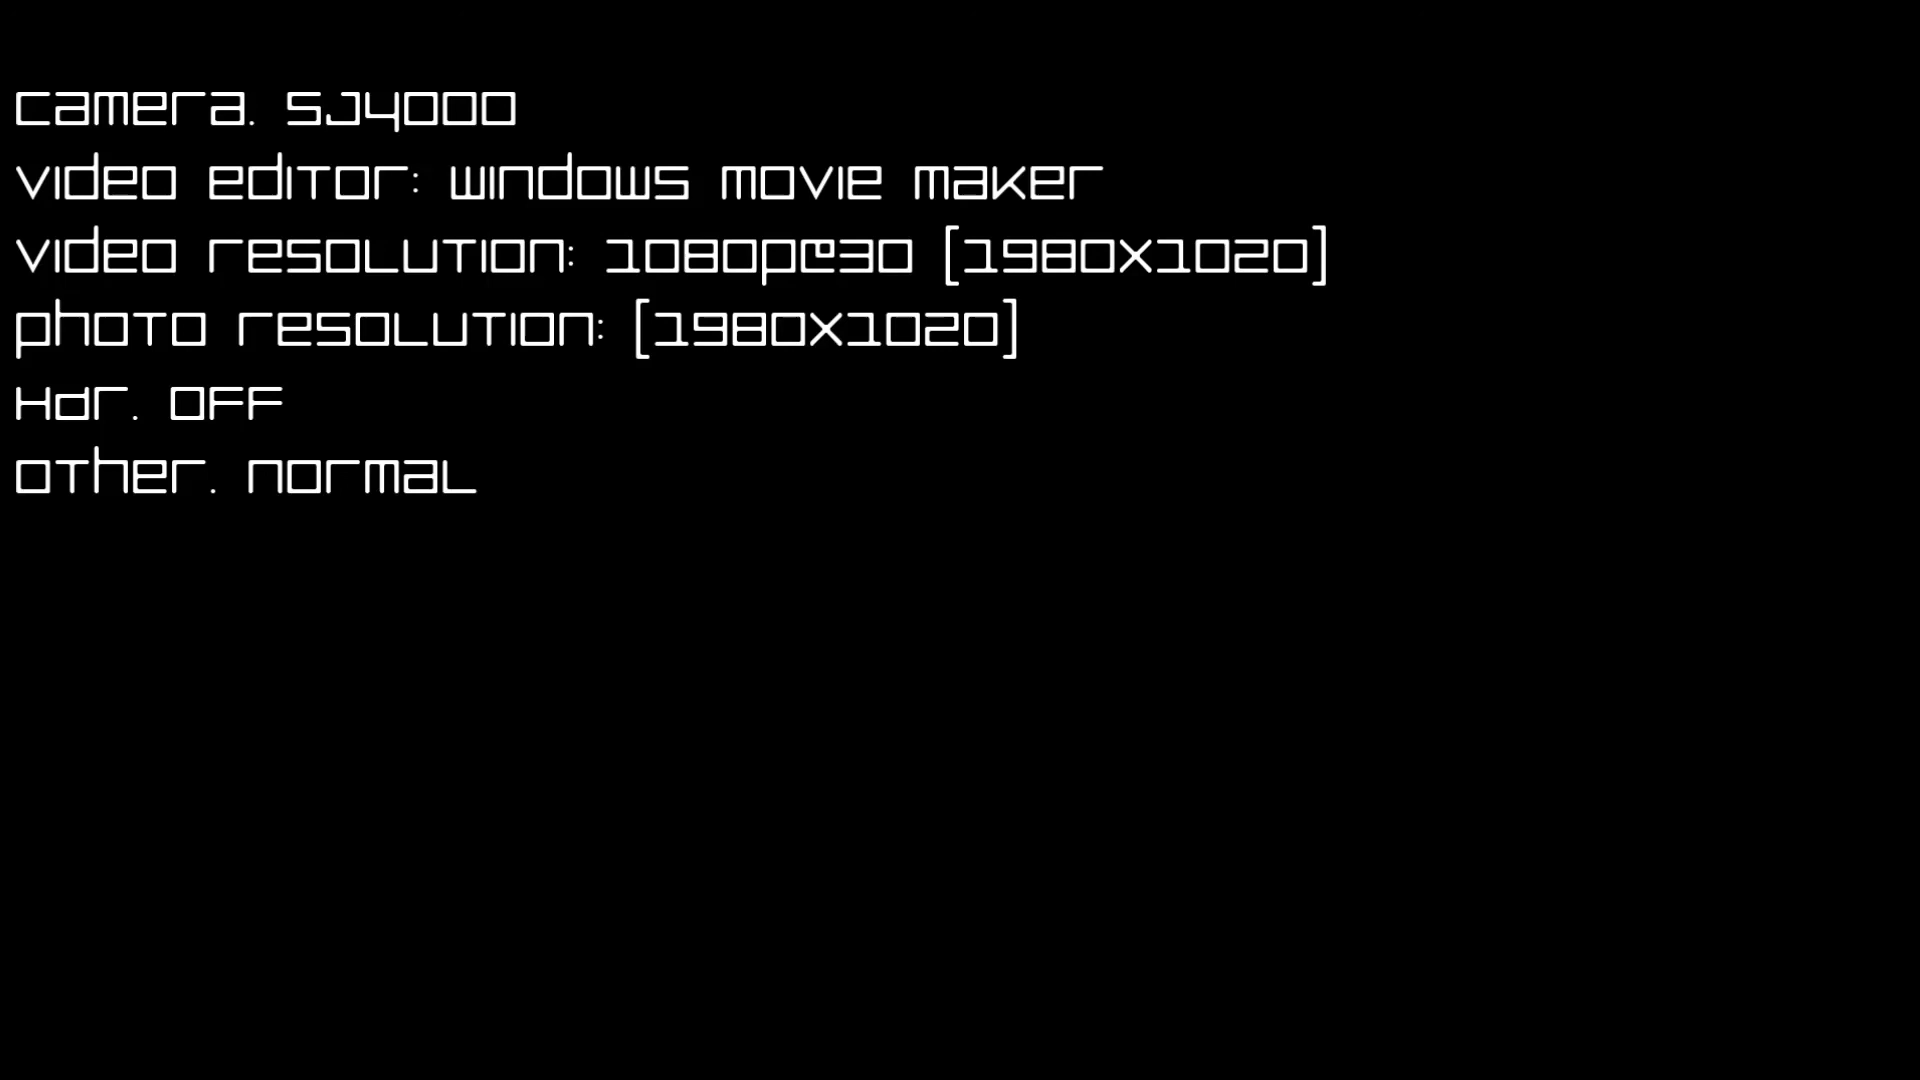 camera. SJ4000
video editor: windows movie maker
video resolution: 1080p@30 [1980x1020]
photo resolution: [1980x1020]
Hdr. OFF
other. normal